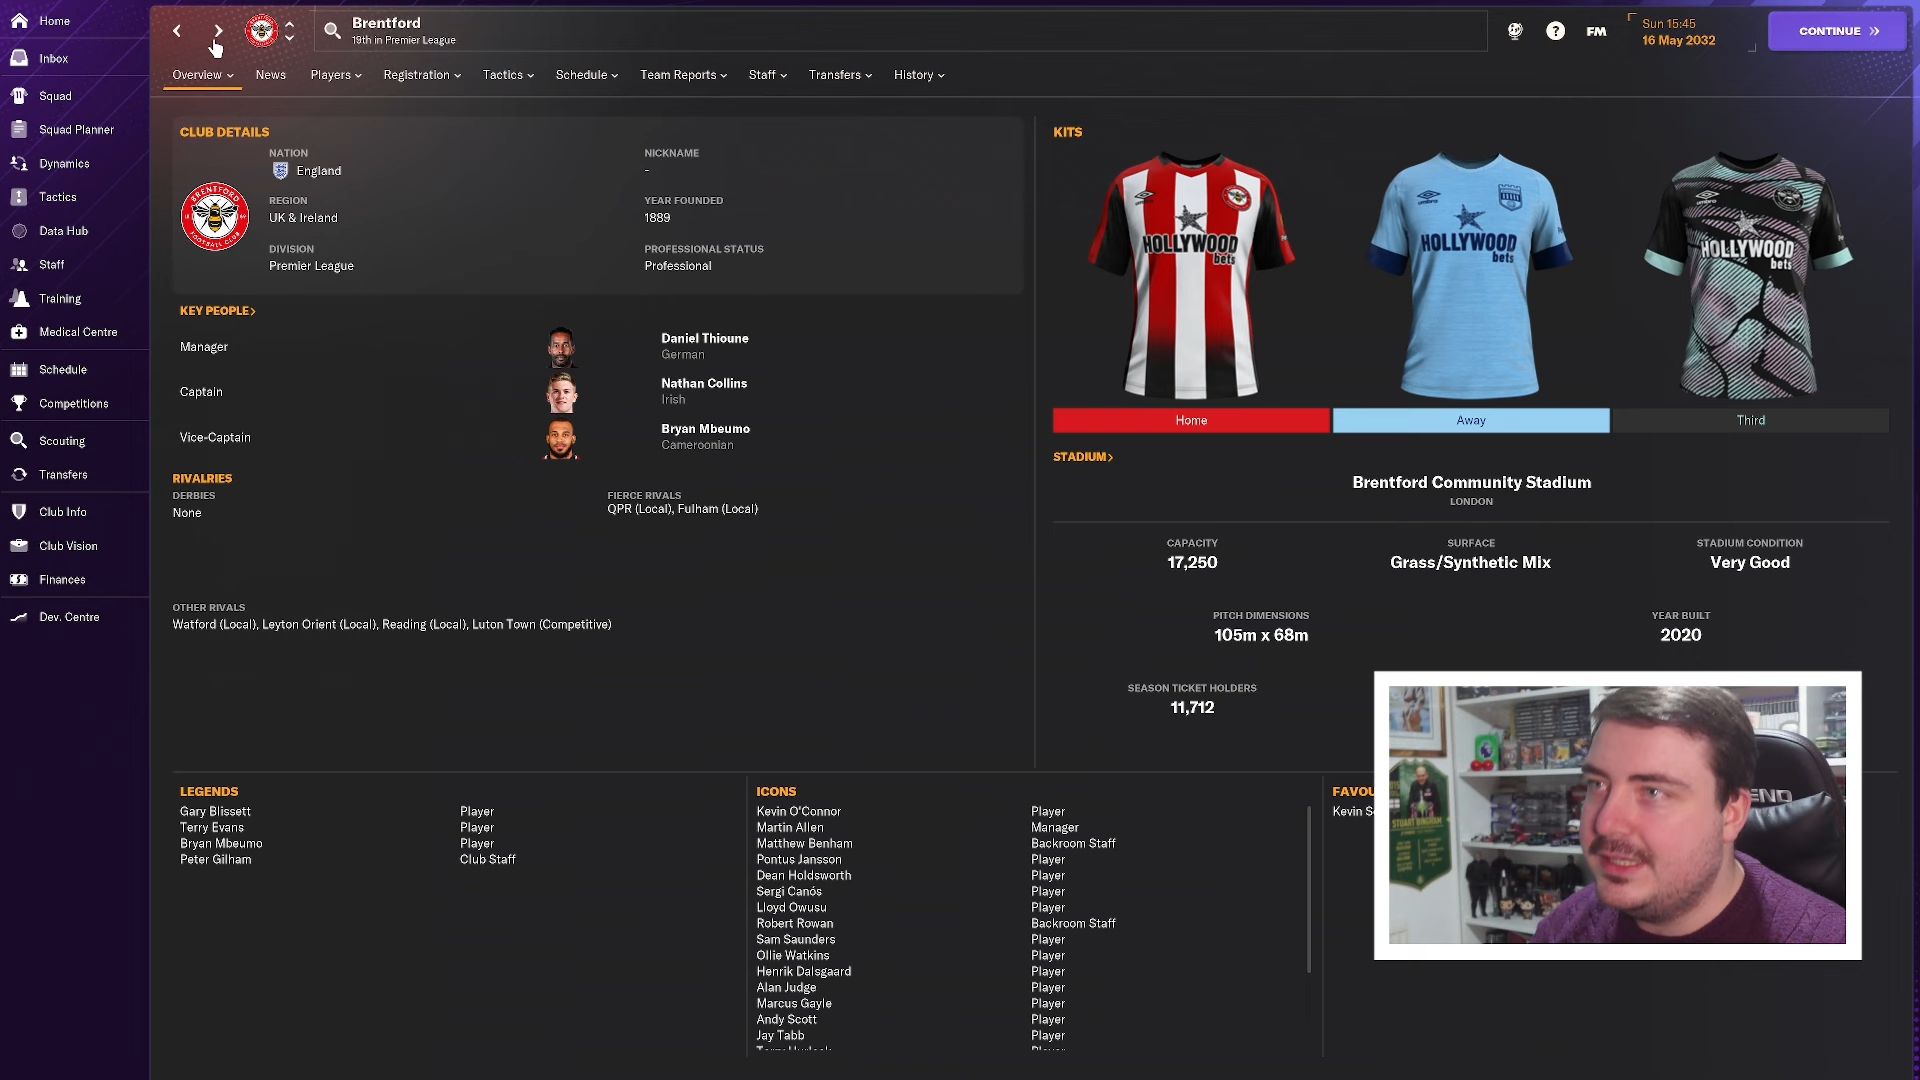 Home
Inbox
Squad
Squad Planner
Dynamics
Tactics
Data Hub
Staff
Training
Medical Centre
Schedule
Competitions
Scouting
Transfers
Club Info
Club Vision
Finances
Dev. Centre
Brentford
19th in Premier League
FM
Sun 15:45
16 May 2032
CONTINUE
Overview News Players Registration Tactics Schedule Team Reports Staff Transfers History
CLUB DETAILS
NATION
England
NICKNAME
-
REGION
UK & Ireland
YEAR FOUNDED
1889
DIVISION
Premier League
PROFESSIONAL STATUS
Professional
BRENTFORD
FOOTBALL CLUB
KEY PEOPLE
Manager
Daniel Thioune
German
Captain
Nathan Collins
Irish
Vice-Captain
Bryan Mbeumo
Cameroonian
RIVALRIES
DERBIES
None
FIERCE RIVALS
QPR (Local), Fulham (Local)
OTHER RIVALS
Watford (Local), Leyton Orient (Local), Reading (Local), Luton Town (Competitive)
KITS
umbro
HOLLYWOOD
bets
umbro
HOLLYWOOD
bets
umbro
HOLLYWOOD
bets
Home
Away
Third
STADIUM
Brentford Community Stadium
LONDON
CAPACITY
17,250
SURFACE
Grass/Synthetic Mix
STADIUM CONDITION
Very Good
PITCH DIMENSIONS
105m x 68m
YEAR BUILT
2020
SEASON TICKET HOLDERS
11,712
LEGENDS
Gary Blissett Player
Terry Evans Player
Bryan Mbeumo Player
Peter Gilham Club Staff
ICONS
Kevin O'Connor Player
Martin Allen Manager
Matthew Benham Backroom Staff
Pontus Jansson Player
Dean Holdsworth Player
Sergi Canós Player
Lloyd Owusu Player
Robert Rowan Backroom Staff
Sam Saunders Player
Ollie Watkins Player
Henrik Dalsgaard Player
Alan Judge Player
Marcus Gayle Player
Andy Scott Player
Jay Tabb Player
FAVOU
Kevin S
STUART BINGHAM
END